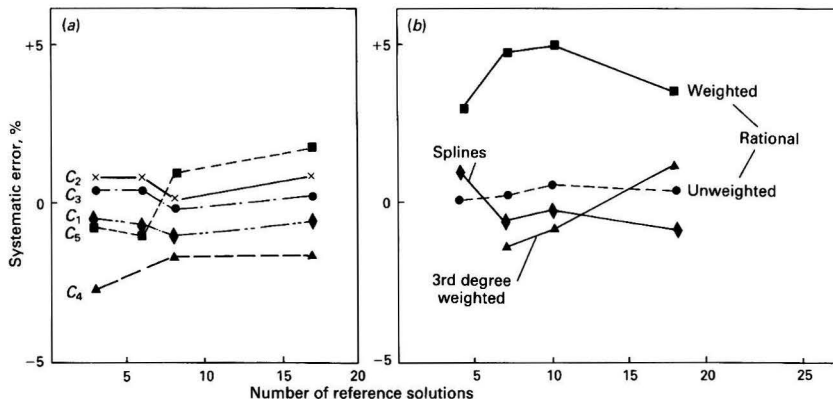 (a)
(b)
+5
+5
Weighted
Rational
Splines
C2
C3
0
0
Unweighted
C1
C5
C4
3rd degree
weighted
-5
-5
5 10 15 20
5 10 15 20 25
Systematic error, %
Number of reference solutions